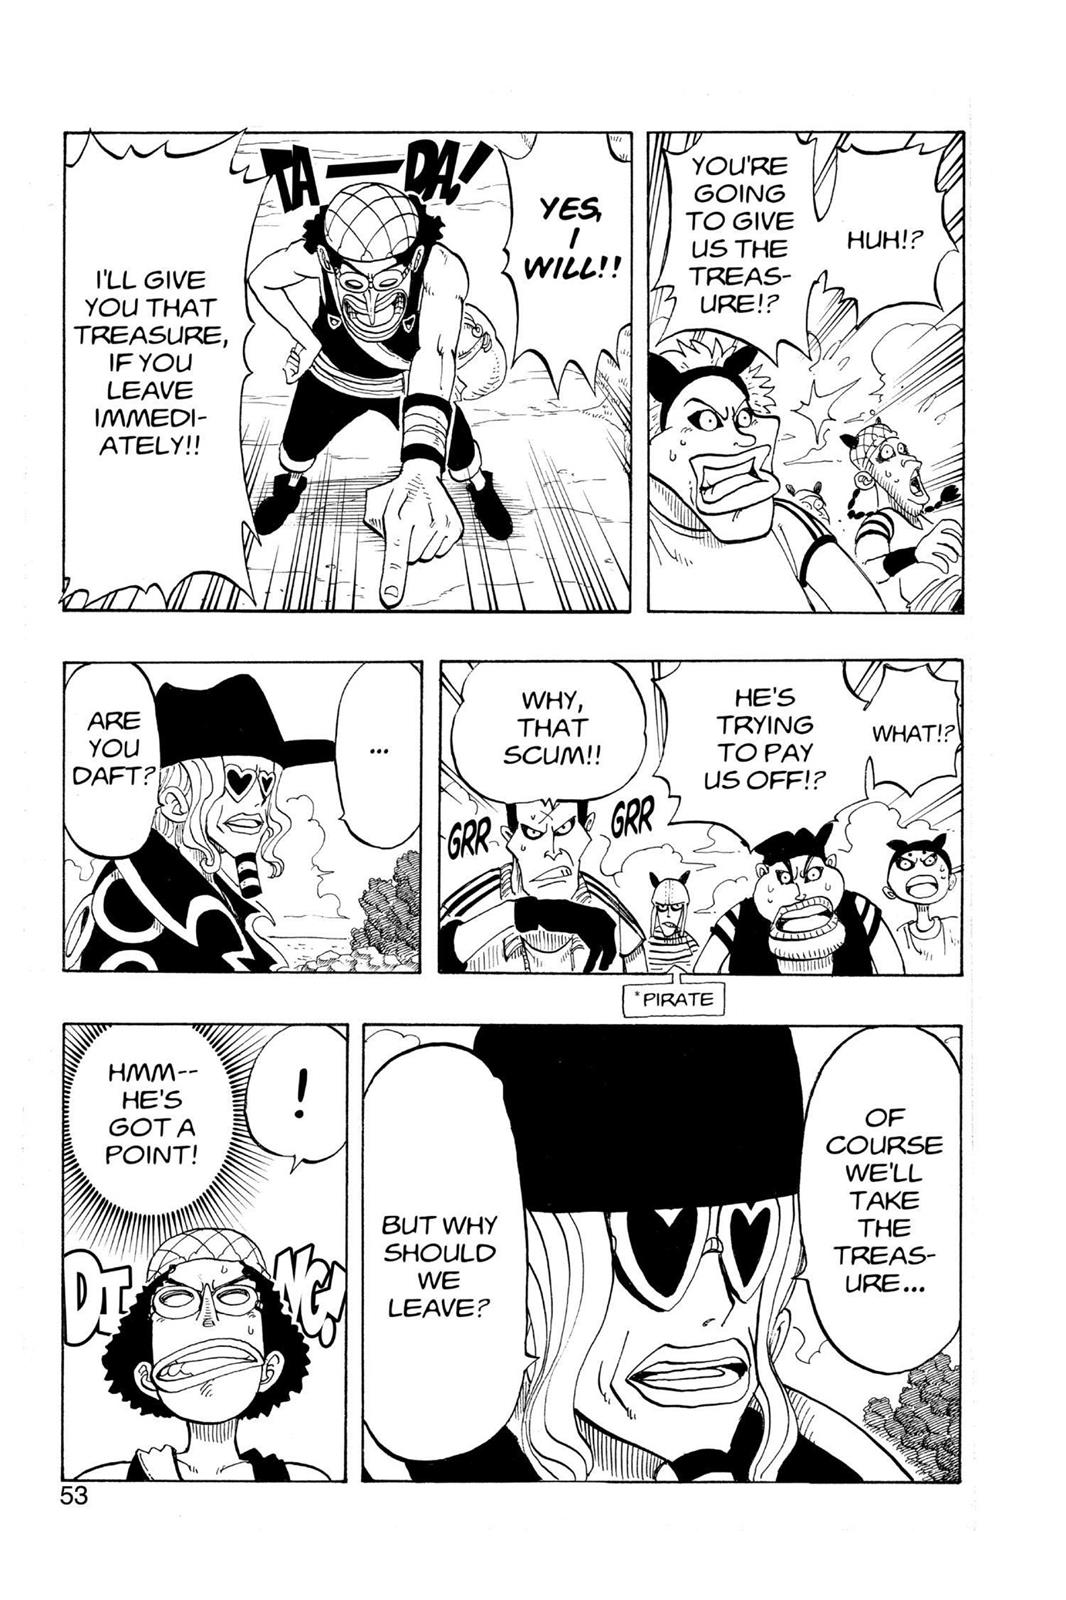 HUH!?
YOU'RE
GOING
TO GIVE
US THE
TREAS-
URE!?
YES,
I
WILL!!
TA—DA!
I'LL GIVE
YOU THAT
TREASURE,
IF YOU
LEAVE
IMMEDI-
ATELY!!
WHAT!?
HE'S
TRYING
TO PAY
US OFF!?
WHY,
THAT
SCUM!!
GRR
GRR
*PIRATE
...
ARE
YOU
DAFT?
OF
COURSE
WE'LL
TAKE
THE
TREAS-
URE...
BUT WHY
SHOULD
WE
LEAVE?
!
HMM--
HE'S
GOT A
POINT!
DING!
53